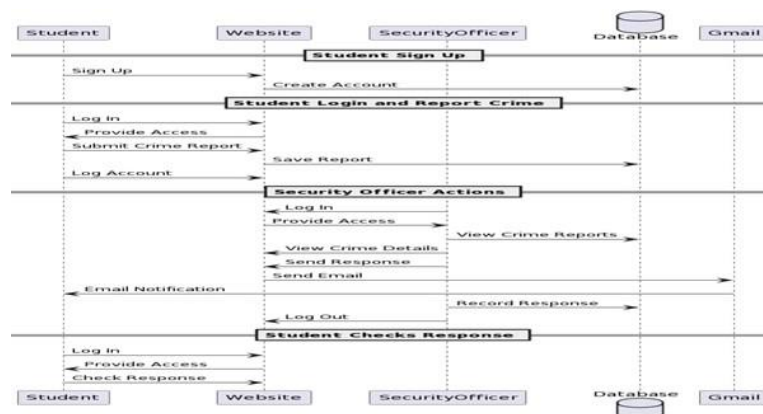 Student Website SecurityOfficer Database Gmail
Student Sign Up
Sign Up
Create Account
Student Login and Report Crime
Log In
Provide Access
Submit Crime Report
Save Report
Log Account
Security Officer Actions
Log In
Provide Access
View Crime Reports
View Crime Details
Send Response
Send Email
Email Notification
Record Response
Log Out
Student Checks Response
Log In
Provide Access
Check Response
Student Website SecurityOfficer Database Gmail